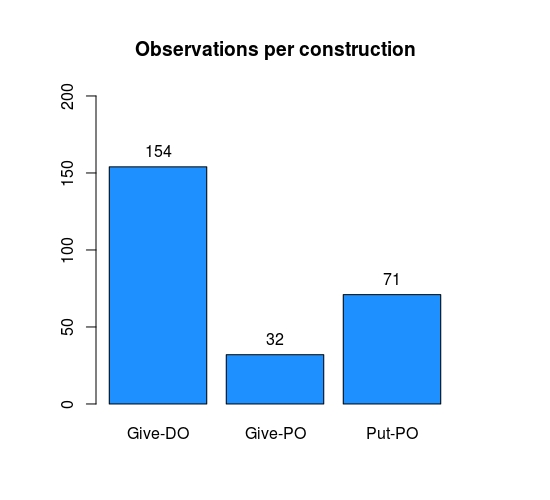 Observations per construction
200
150
100
50
0
154
32
71
Give-DO
Give-PO
Put-PO